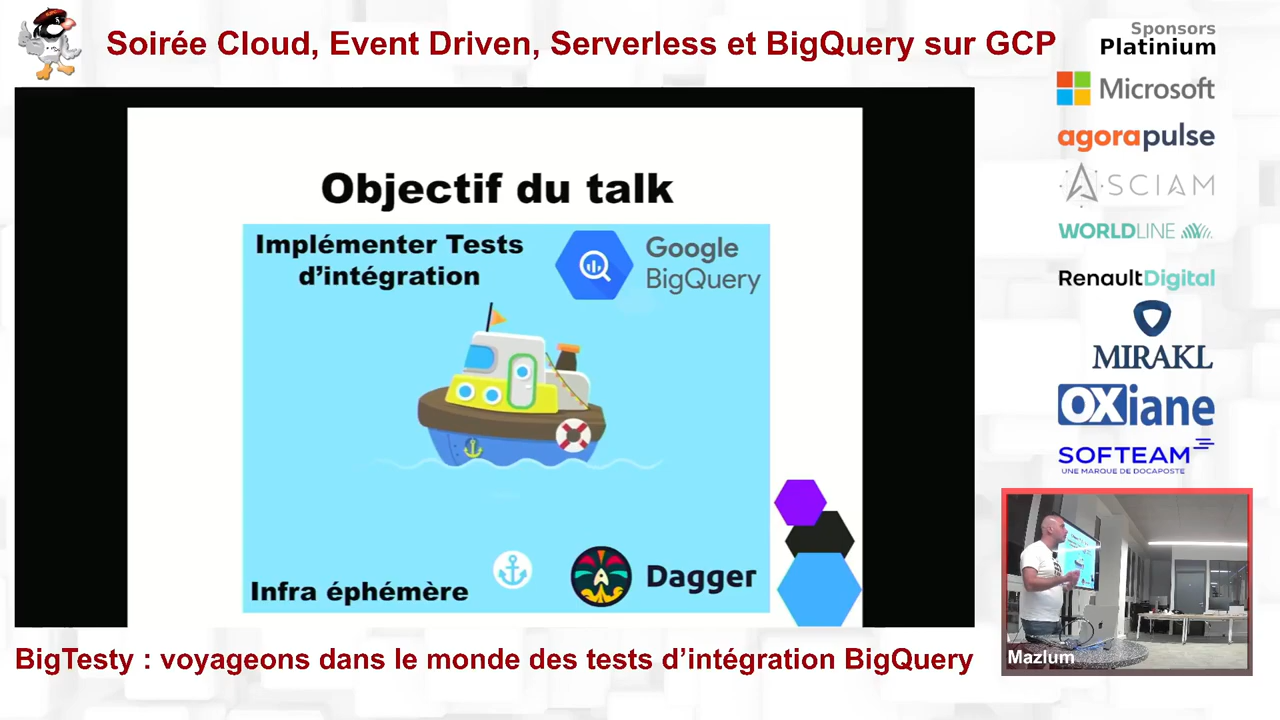 Soirée Cloud, Event Driven, Serverless et BigQuery sur GCP
Sponsors
Platinium
Microsoft
agorapulse
ASCIAM
WORLDLINE
RenaultDigital
MIRAKL
OXiane
SOFTEAM
UNE MARQUE DE DOCAPOSTE
Objectif du talk
Implémenter Tests
d'intégration
Google
BigQuery
Infra éphémère
Dagger
Mazlum
BigTesty : voyageons dans le monde des tests d'intégration BigQuery